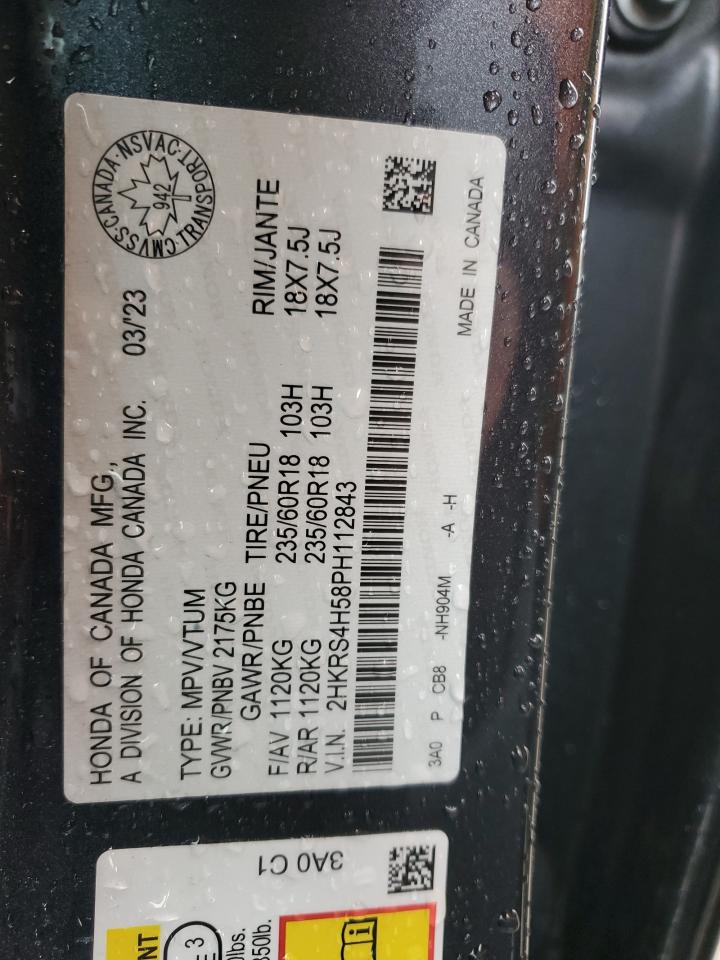 HONDA OF CANADA MFG.,
A DIVISION OF HONDA CANADA INC. 03/'23
CMVSS·CANADA·NSVAC·TRANSPORT·
942
TYPE: MPV/VTUM
GVWR/PNBV 2175KG
GAWR/PNBE TIRE/PNEU RIM/JANTE
F/AV 1120KG 235/60R18 103H 18X7.5J
R/AR 1120KG 235/60R18 103H 18X7.5J
V.I.N. 2HKRS4H58PH112843
MADE IN CANADA
3A0 P CB8 -NH904M -A -H
3A0 C1